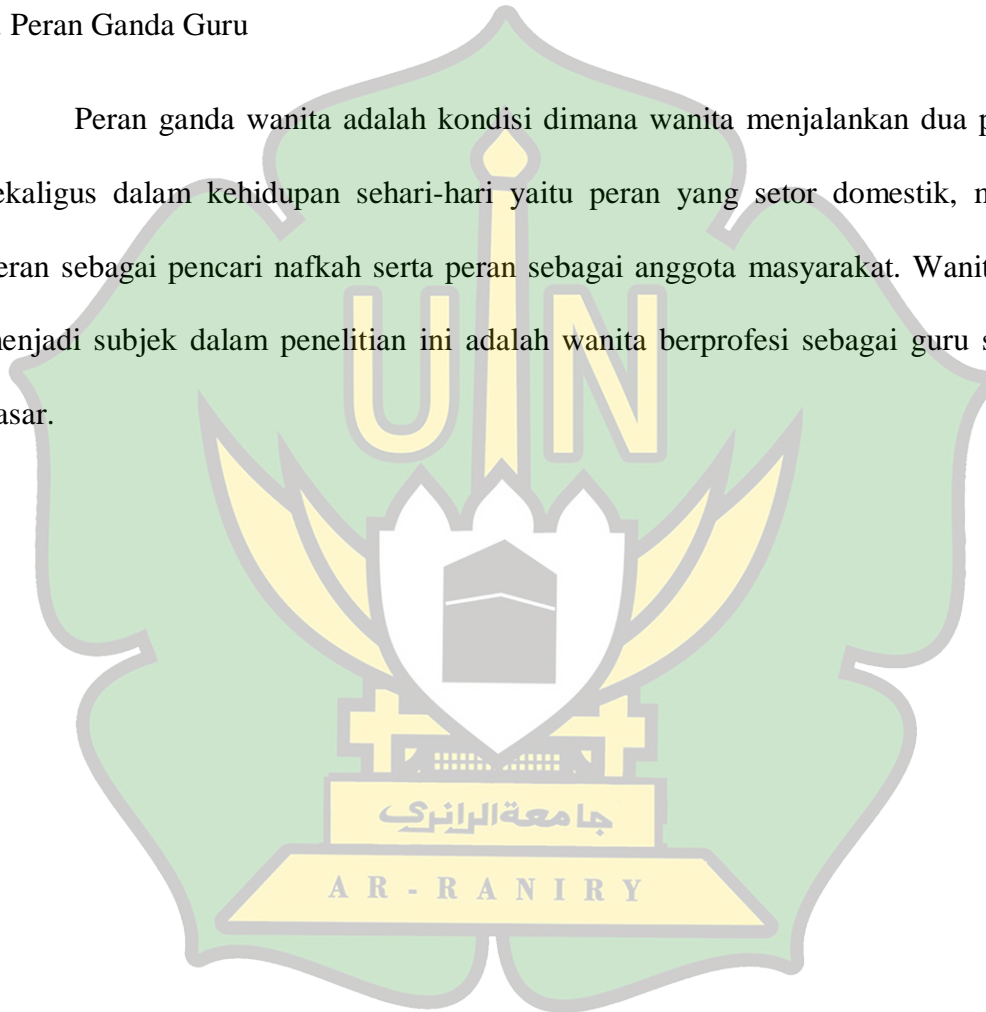 . Peran Ganda Guru
Peran ganda wanita adalah kondisi dimana wanita menjalankan dua p
ekaligus dalam kehidupan sehari-hari yaitu peran yang setor domestik,
eran sebagai pencari nafkah serta peran sebagai anggota masyarakat. Wanit
nenjadi subjek dalam penelitian ini adalah wanita berprofesi sebagai guru s
asar.
UIN
جامعةالرانري
AR-RANIRY